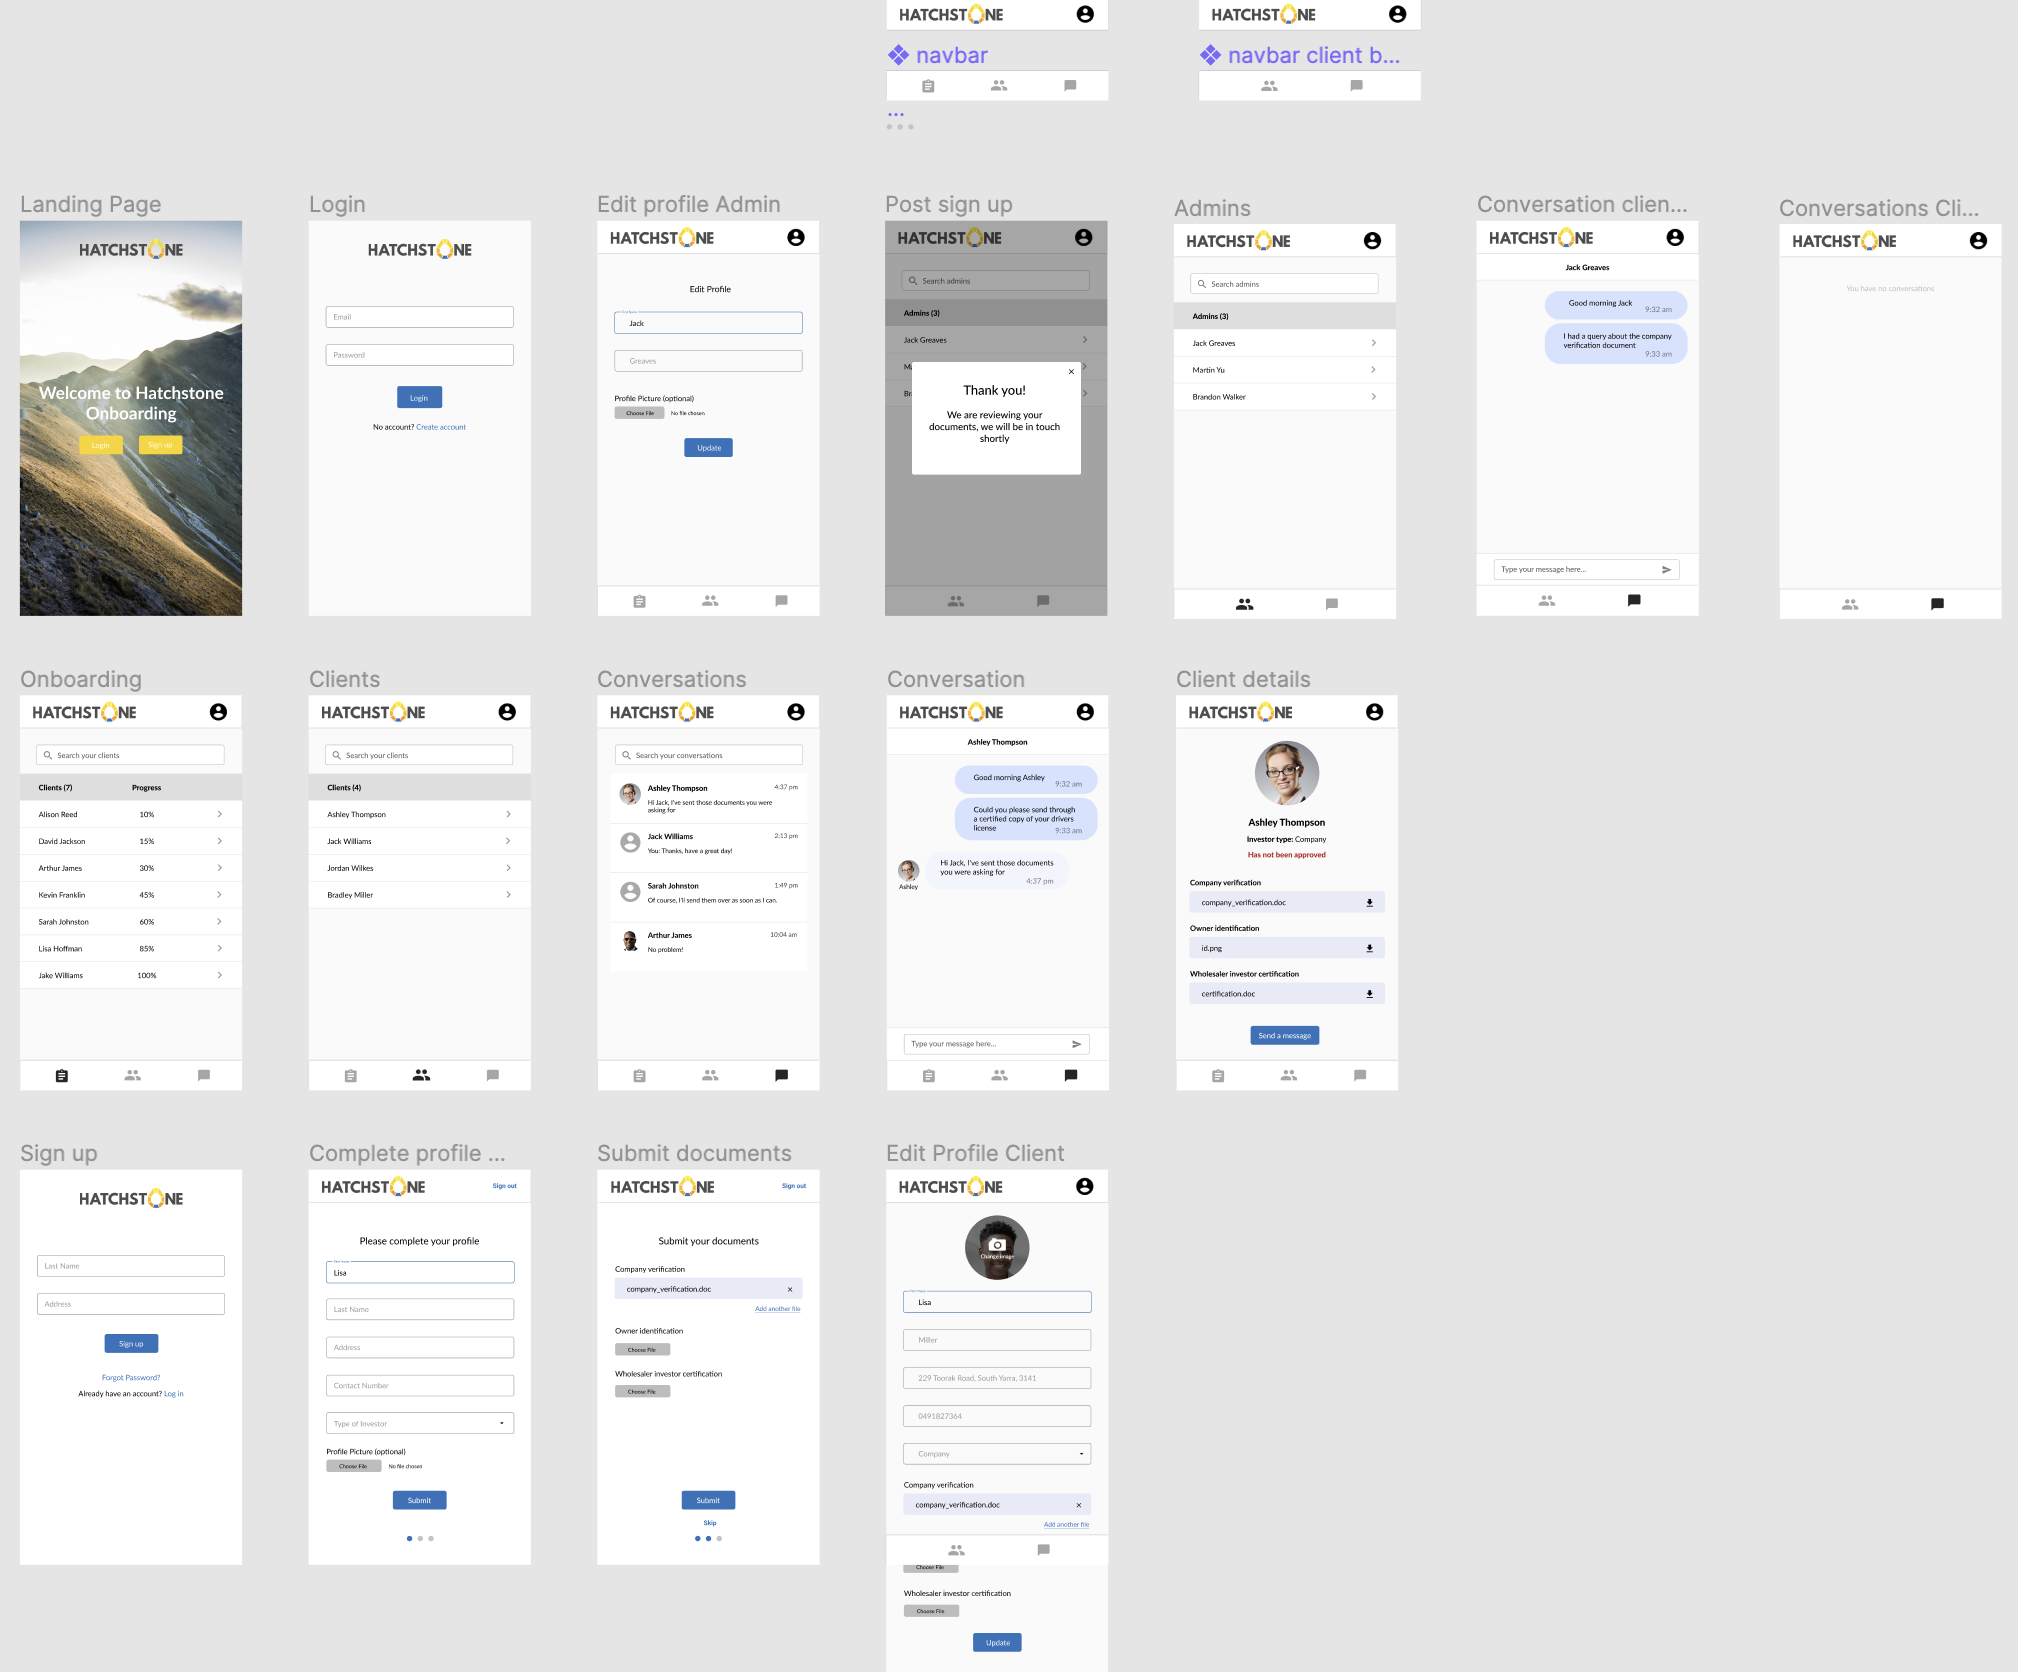 HATCHSTONE
HATCHSTONE
navbar
navbar client b...
...
Landing Page
HATCHSTONE
Welcome to Hatchstone
Onboarding
Login
Sign up
Login
HATCHSTONE
Email
Password
Login
No account? Create account
Edit profile Admin
HATCHSTONE
Edit Profile
First Name
Jack
Greaves
Profile Picture (optional)
Choose File
No file chosen
Update
Post sign up
HATCHSTONE
Search admins
Admins (3)
Jack Greaves
Ma
Br
×
Thank you!
We are reviewing your
documents, we will be in touch
shortly
Admins
HATCHSTONE
Search admins
Admins (3)
Jack Greaves
Martin Yu
Brandon Walker
Conversation clien...
HATCHSTONE
Jack Greaves
Good morning Jack
9:32 am
I had a query about the company
verification document
9:33 am
Type your message here...
Conversations Cli...
HATCHSTONE
You have no conversations
Onboarding
HATCHSTONE
Search your clients
Clients (7) Progress
Alison Reed 10%
David Jackson 15%
Arthur James 30%
Kevin Franklin 45%
Sarah Johnston 60%
Lisa Hoffman 85%
Jake Williams 100%
Clients
HATCHSTONE
Search your clients
Clients (4)
Ashley Thompson
Jack Williams
Jordan Wilkes
Bradley Miller
Conversations
HATCHSTONE
Search your conversations
Ashley Thompson 4:37 pm
Hi Jack, I've sent those documents you were
asking for
Jack Williams 2:13 pm
You: Thanks, have a great day!
Sarah Johnston 1:49 pm
Of course, I'll send them over as soon as I can.
Arthur James 10:04 am
No problem!
Conversation
HATCHSTONE
Ashley Thompson
Good morning Ashley
9:32 am
Could you please send through
a certified copy of your drivers
license
9:33 am
Hi Jack, I've sent those documents
you were asking for
4:37 pm
Ashley
Type your message here...
Client details
HATCHSTONE
Ashley Thompson
Investor type: Company
Has not been approved
Company verification
company_verification.doc
Owner identification
id.png
Wholesaler investor certification
certification.doc
Send a message
Sign up
HATCHSTONE
Last Name
Address
Sign up
Forgot Password?
Already have an account? Log in
Complete profile ...
HATCHSTONE
Sign out
Please complete your profile
First Name
Lisa
Last Name
Address
Contact Number
Type of Investor
Profile Picture (optional)
Choose File
No file chosen
Submit
Submit documents
HATCHSTONE
Sign out
Submit your documents
Company verification
company_verification.doc ×
Add another file
Owner identification
Choose File
Wholesaler investor certification
Choose File
Submit
Skip
Edit Profile Client
HATCHSTONE
Change image
Lisa
Miller
229 Toorak Road, South Yarra, 3141
0491827364
Company
Company verification
company_verification.doc ×
Add another file
Choose File
Wholesaler investor certification
Choose File
Update